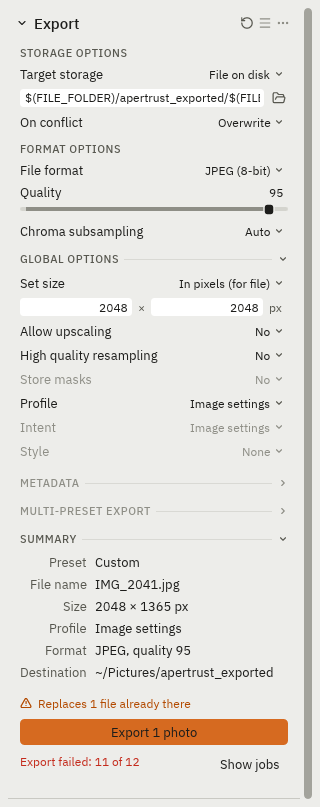 Export
STORAGE OPTIONS
Target storage File on disk
$(FILE_FOLDER)/apertrust_exported/$(FILE
On conflict Overwrite
FORMAT OPTIONS
File format JPEG (8-bit)
Quality 95
Chroma subsampling Auto
GLOBAL OPTIONS
Set size In pixels (for file)
2048 × 2048 px
Allow upscaling No
High quality resampling No
Store masks No
Profile Image settings
Intent Image settings
Style None
METADATA
MULTI-PRESET EXPORT
SUMMARY
Preset Custom
File name IMG_2041.jpg
Size 2048 × 1365 px
Profile Image settings
Format JPEG, quality 95
Destination ~/Pictures/apertrust_exported
Replaces 1 file already there
Export 1 photo
Export failed: 11 of 12 Show jobs